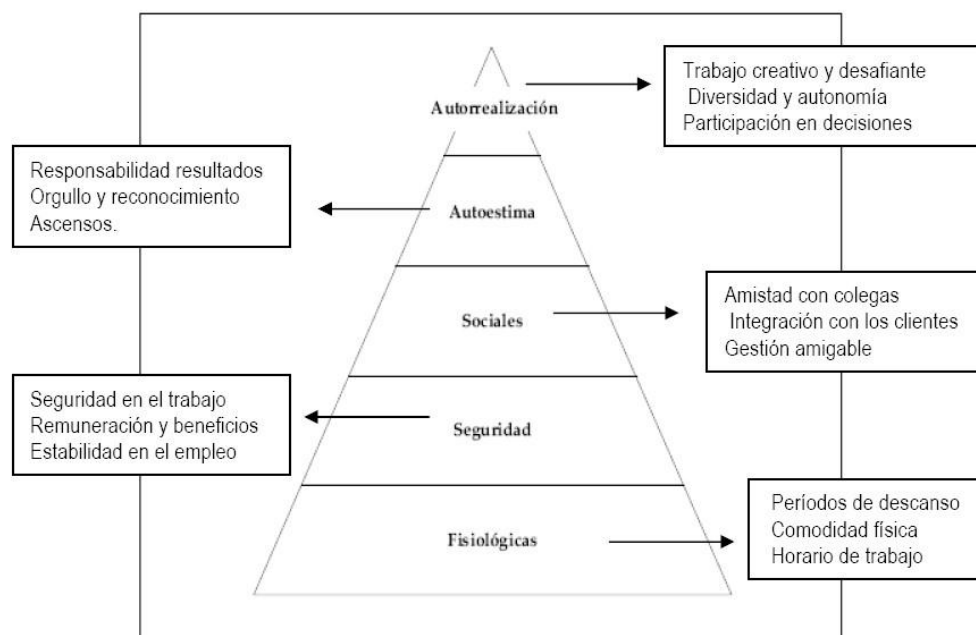 Trabajo creativo y desafiante
Diversidad y autonomía
Participación en decisiones
Autorrealización
Responsabilidad resultados
Orgullo y reconocimiento
Ascensos.
Autoestima
Amistad con colegas
Integración con los clientes
Gestión amigable
Sociales
Seguridad en el trabajo
Remuneración y beneficios
Estabilidad en el empleo
Seguridad
Períodos de descanso
Comodidad física
Horario de trabajo
Fisiológicas